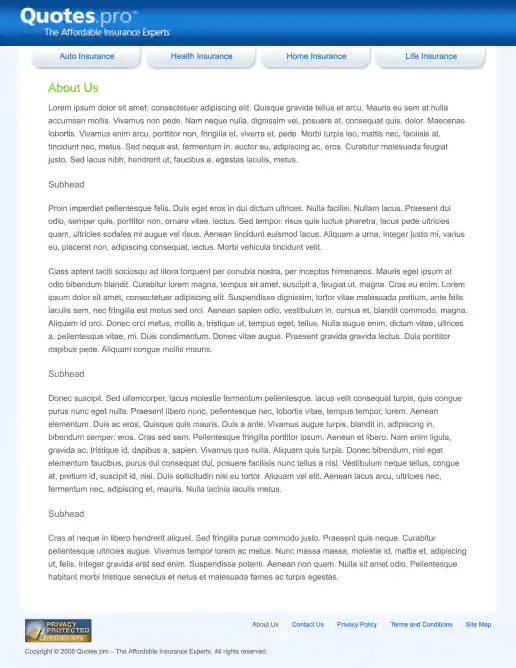 Quotes.pro™
The Affordable Insurance Experts
Auto Insurance
Health Insurance
Home Insurance
Life Insurance
About Us
Lorem ipsum dolor sit amet, consectetuer adipiscing elit. Quisque gravida tellus et arcu. Mauris eu sem at nulla
accumsan mollis. Vivamus non pede. Nam neque nulla, dignissim vel, posuere at, consequat quis, dolor. Maecenas
lobortis. Vivamus enim arcu, porttitor non, fringilla et, viverra et, pede. Morbi turpis leo, mattis nec, facilisis at,
tincidunt nec, metus. Sed neque est, fermentum in, auctor eu, adipiscing ac, eros. Curabitur malesuada feugiat
justo. Sed lacus nibh, hendrerit ut, faucibus a, egestas iaculis, metus.
Subhead
Proin imperdiet pellentesque felis. Duis eget eros in dui dictum ultrices. Nulla facilisi. Nullam lacus. Praesent dui
odio, semper quis, porttitor non, ornare vitae, lectus. Sed tempor, risus quis luctus pharetra, lacus pede ultricies
quam, ultricies sodales mi augue vel risus. Aenean tincidunt euismod lacus. Aliquam a urna. Integer justo mi, varius
eu, placerat non, adipiscing consequat, lectus. Morbi vehicula tincidunt velit.
Class aptent taciti sociosqu ad litora torquent per conubia nostra, per inceptos himenaeos. Mauris eget ipsum at
odio bibendum blandit. Curabitur lorem magna, tempus sit amet, suscipit a, feugiat ut, magna. Cras eu enim. Lorem
ipsum dolor sit amet, consectetuer adipiscing elit. Suspendisse dignissim, tortor vitae malesuada pretium, ante felis
iaculis sem, nec fringilla est metus sed orci. Aenean sapien odio, vestibulum in, cursus et, blandit commodo, magna.
Aliquam id orci. Donec orci metus, mollis a, tristique ut, tempus eget, tellus. Nulla augue enim, dictum vitae, ultrices
a, pellentesque vitae, mi. Duis condimentum. Donec vitae augue. Praesent gravida gravida lectus. Duis porttitor
dapibus pede. Aliquam congue mollis mauris.
Subhead
Donec suscipit. Sed ullamcorper, lacus molestie fermentum pellentesque, lacus velit consequat turpis, quis congue
purus nunc eget nulla. Praesent libero nunc, pellentesque nec, lobortis vitae, tempus tempor, lorem. Aenean
elementum. Duis ac eros. Quisque quis mauris. Duis a ante. Vivamus augue turpis, blandit in, adipiscing in,
bibendum semper, eros. Cras sed sem. Pellentesque fringilla porttitor ipsum. Aenean et libero. Nam enim ligula,
gravida ac, tristique id, dapibus a, sapien. Vivamus quis nulla. Aliquam quis turpis. Donec bibendum, nisl eget
elementum faucibus, purus dui consequat dui, posuere facilisis nunc tellus a nisl. Vestibulum neque tellus, congue
at, pretium id, suscipit id, nisi. Duis sollicitudin nisi eu tortor. Aliquam vel elit. Aenean lacus arcu, ultricies nec,
fermentum nec, adipiscing et, mauris. Nulla lacinia iaculis metus.
Subhead
Cras at neque in libero hendrerit aliquet. Sed fringilla purus commodo justo. Praesent quis neque. Curabitur
pellentesque ultricies augue. Vivamus tempor lorem ac metus. Nunc massa massa, molestie id, mattis et, adipiscing
ut, felis. Integer gravida erat sed enim. Suspendisse potenti. Aenean non quam. Nulla sit amet odio. Pellentesque
habitant morbi tristique senectus et netus et malesuada fames ac turpis egestas.
PRIVACY
PROTECTED
CERTIFIED SITE
About Us
Contact Us
Privacy Policy
Terms and Conditions
Site Map
Copyright © 2008 Quotes.pro – The Affordable Insurance Experts. All rights reserved.